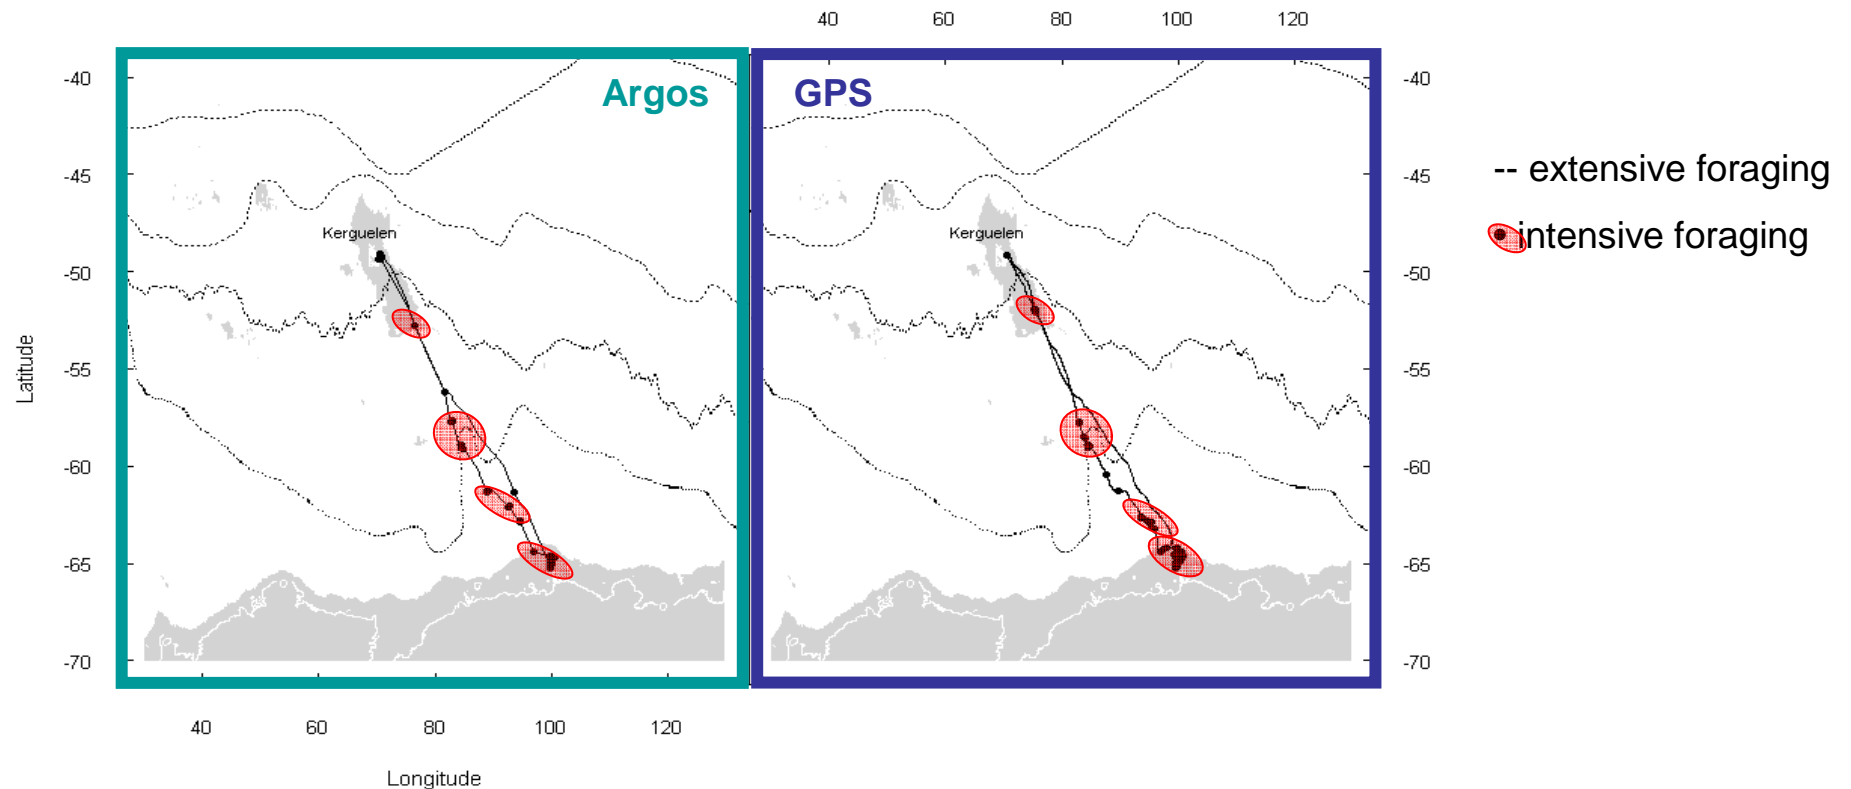 40 60 80 100 120
Argos
GPS
-40
-45
-50
-55
-60
-65
-70
-40
-45
-50
-55
-60
-65
-70
Kerguelen
Kerguelen
-- extensive foraging
intensive foraging
Latitude
40 60 80 100 120
Longitude